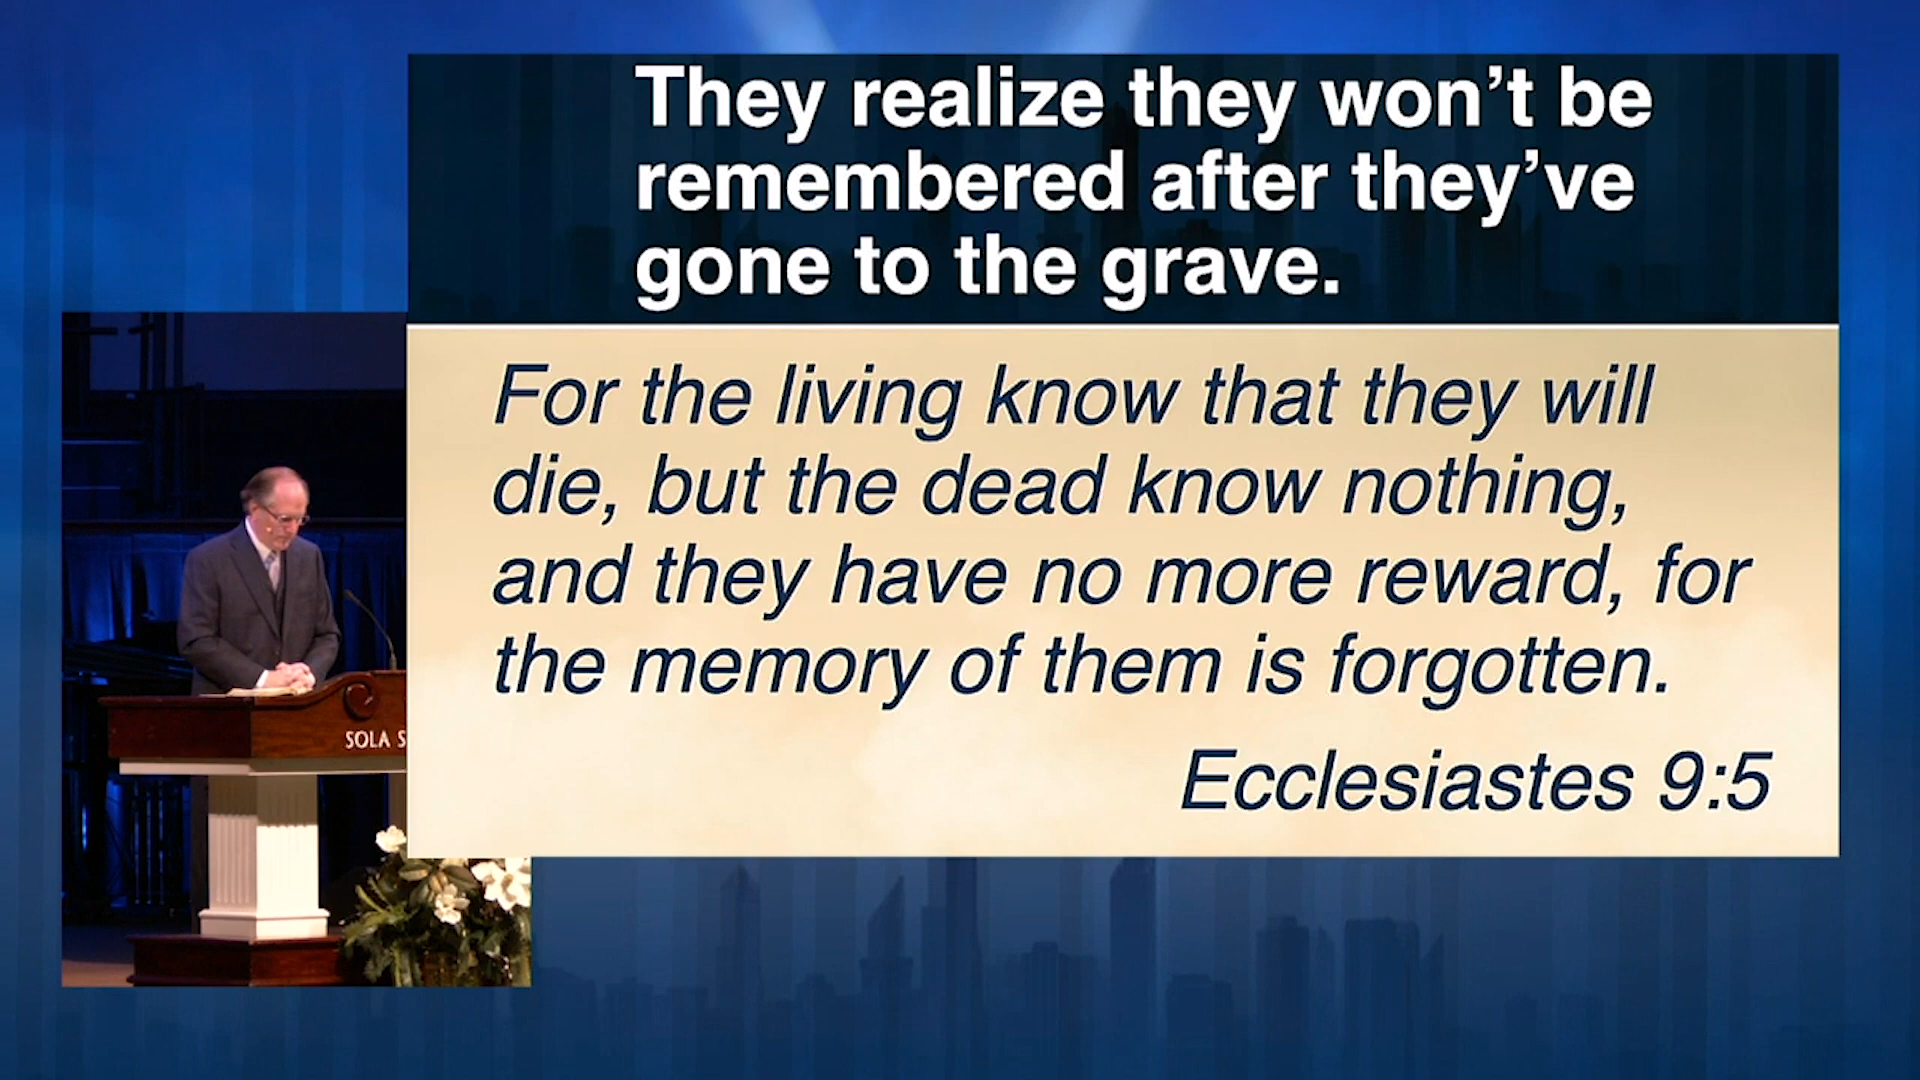 They realize they won’t be
remembered after they’ve
gone to the grave.
For the living know that they will
die, but the dead know nothing,
and they have no more reward, for
the memory of them is forgotten.
Ecclesiastes 9:5
SOLA S